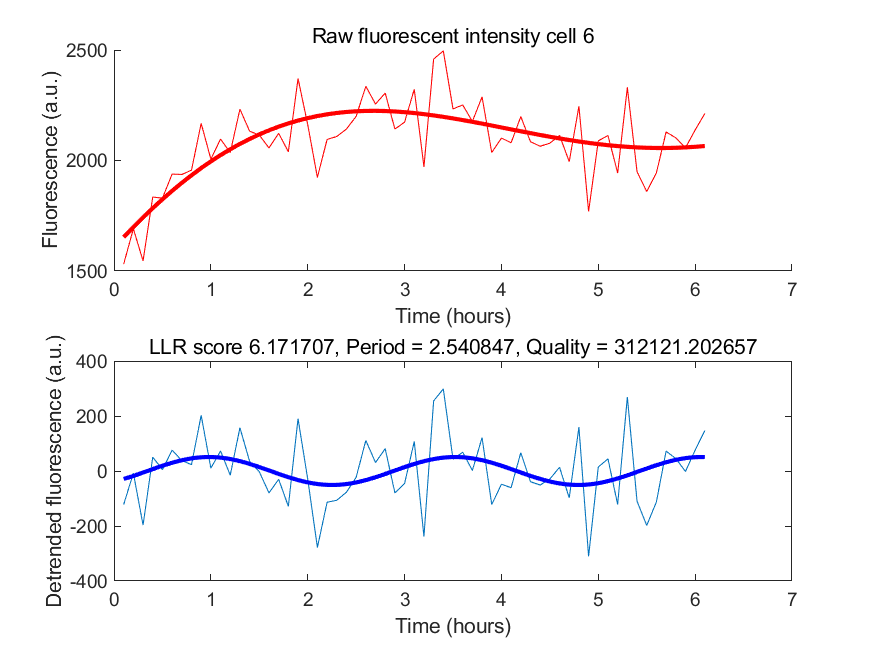 Raw fluorescent intensity cell 6
2500
2000
1500
Fluorescence (a.u.)
0 1 2 3 4 5 6 7
Time (hours)
LLR score 6.171707, Period = 2.540847, Quality = 312121.202657
400
200
0
-200
-400
Detrended fluorescence (a.u.)
0 1 2 3 4 5 6 7
Time (hours)